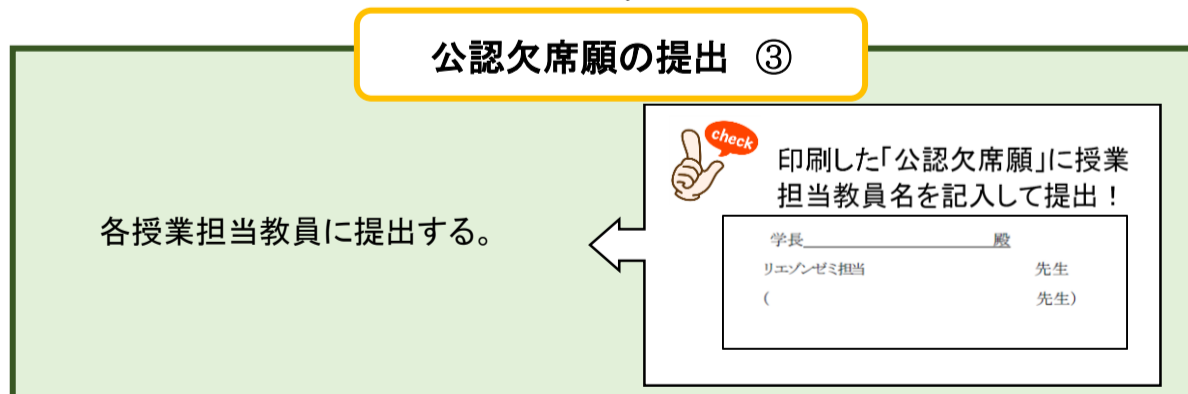 公認欠席願の提出 ③
check
印刷した「公認欠席願」に授業
担当教員名を記入して提出！
各授業担当教員に提出する。
学長 殿
リエゾンゼミ担当 先生
( 先生)